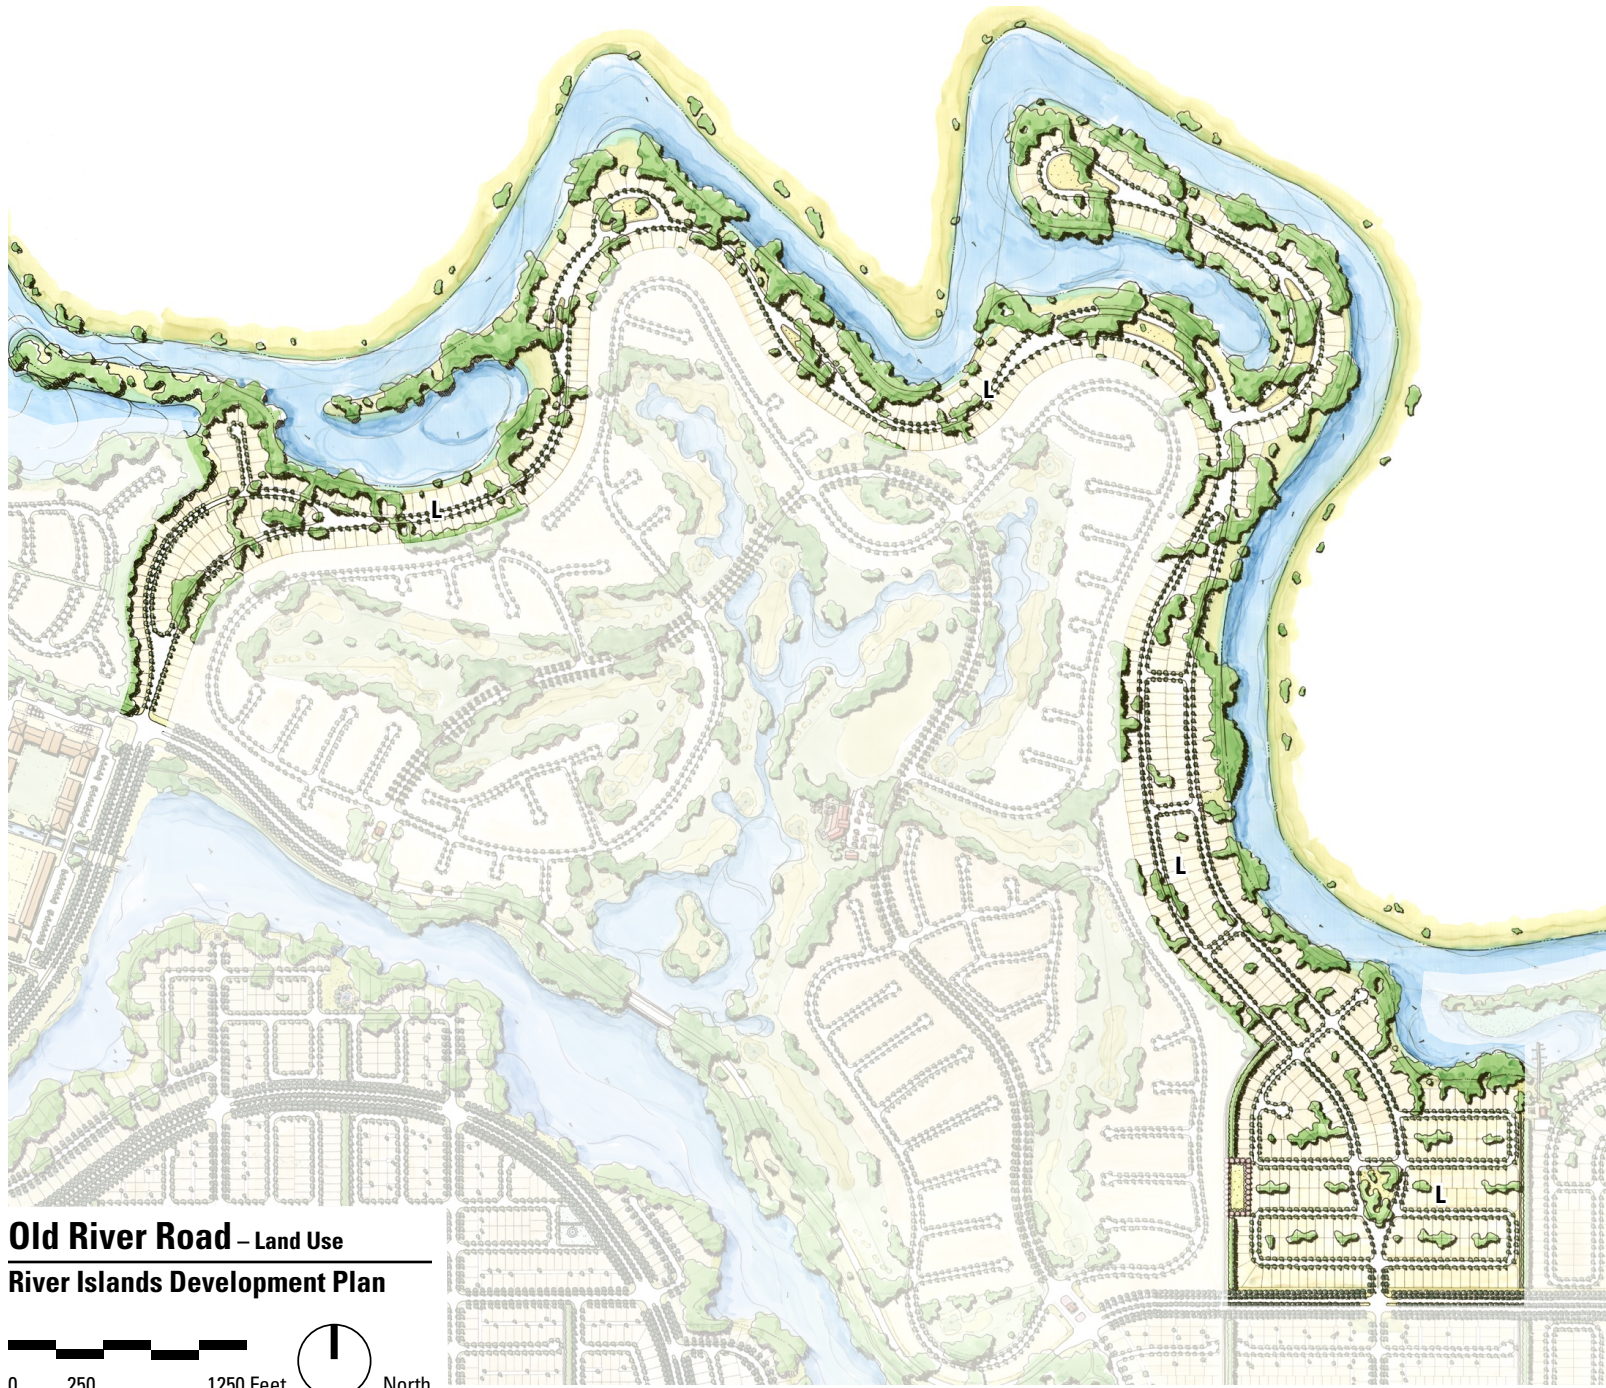 L
L
L
L
Old River Road – Land Use
River Islands Development Plan
0 250 1250 Feet North